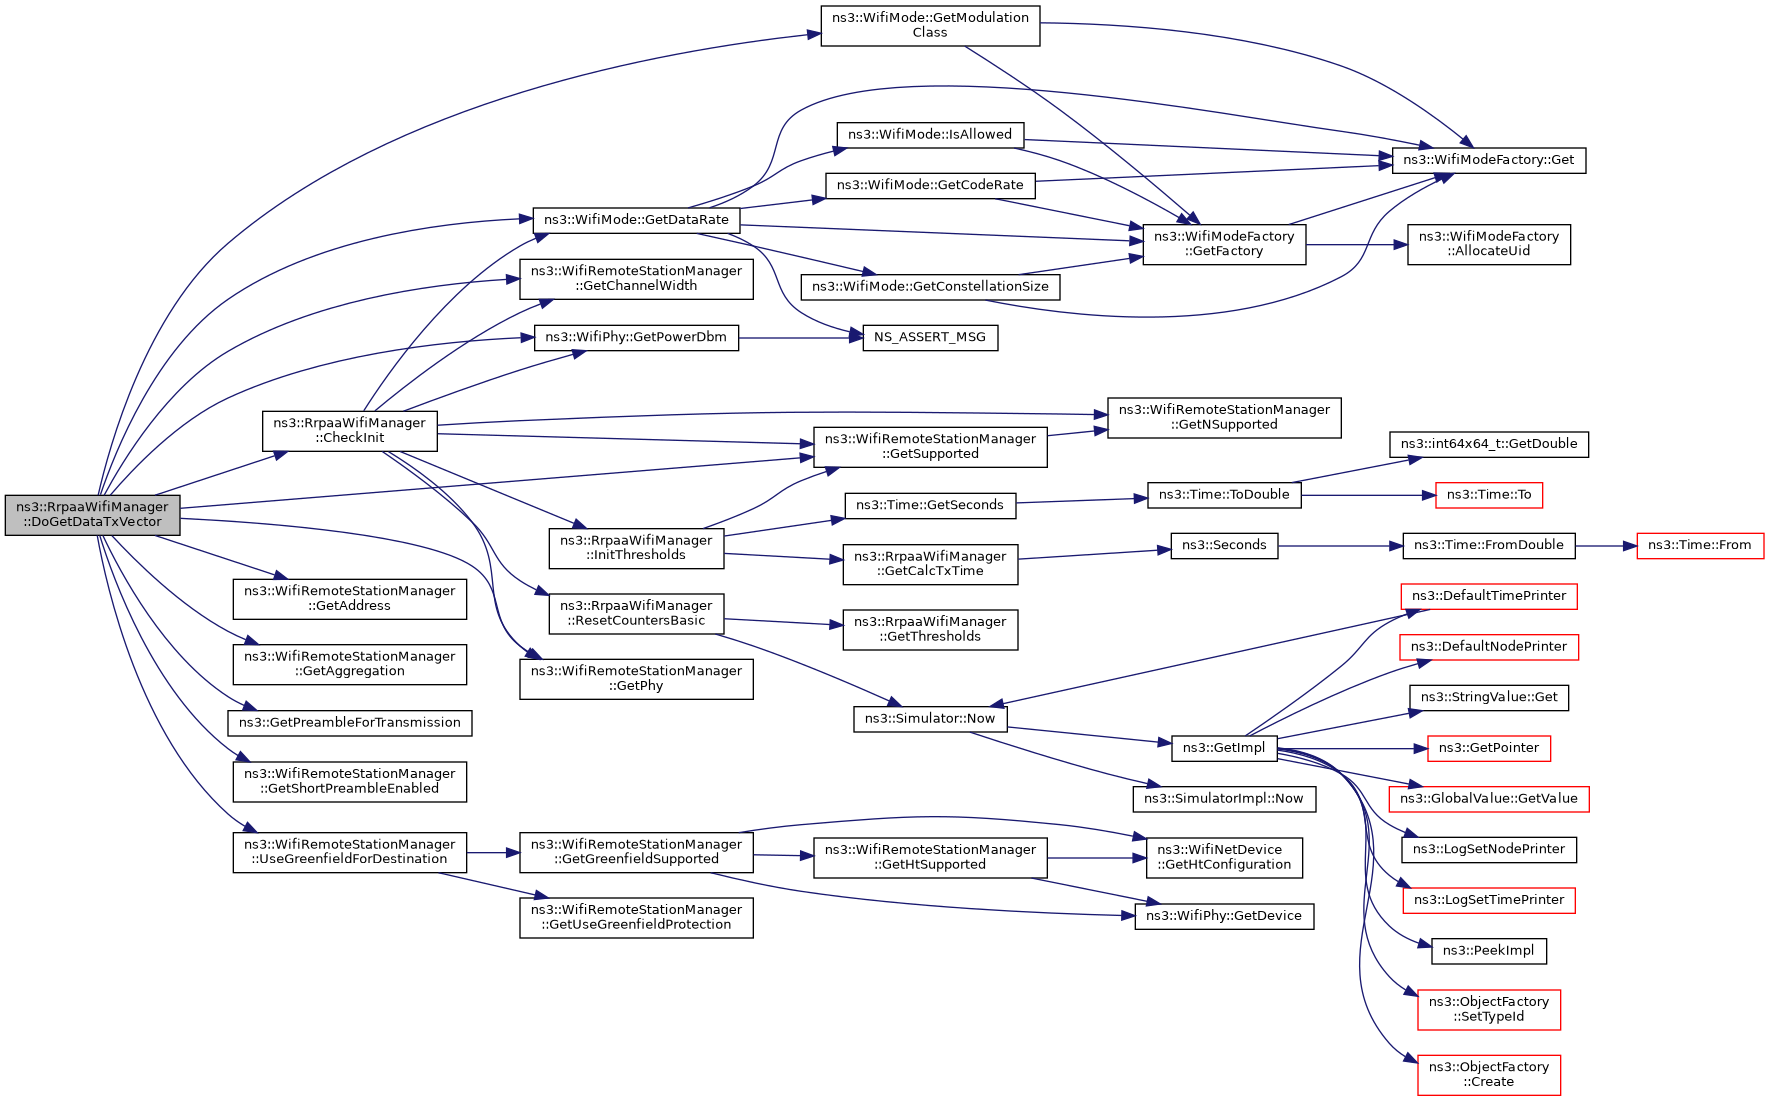 ns3::RrpaaWifiManager
::DoGetDataTxVector
ns3::RrpaaWifiManager
::CheckInit
ns3::WifiRemoteStationManager
::GetAddress
ns3::WifiRemoteStationManager
::GetAggregation
ns3::GetPreambleForTransmission
ns3::WifiRemoteStationManager
::GetShortPreambleEnabled
ns3::WifiRemoteStationManager
::UseGreenfieldForDestination
ns3::WifiMode::GetDataRate
ns3::WifiRemoteStationManager
::GetChannelWidth
ns3::WifiPhy::GetPowerDbm
ns3::RrpaaWifiManager
::InitThresholds
ns3::RrpaaWifiManager
::ResetCountersBasic
ns3::WifiRemoteStationManager
::GetPhy
ns3::WifiRemoteStationManager
::GetGreenfieldSupported
ns3::WifiRemoteStationManager
::GetUseGreenfieldProtection
ns3::WifiMode::GetModulation
Class
ns3::WifiMode::IsAllowed
ns3::WifiMode::GetCodeRate
ns3::WifiMode::GetConstellationSize
NS_ASSERT_MSG
ns3::WifiRemoteStationManager
::GetSupported
ns3::Time::GetSeconds
ns3::RrpaaWifiManager
::GetCalcTxTime
ns3::RrpaaWifiManager
::GetThresholds
ns3::Simulator::Now
ns3::WifiRemoteStationManager
::GetHtSupported
ns3::WifiModeFactory
::GetFactory
ns3::WifiRemoteStationManager
::GetNSupported
ns3::Time::ToDouble
ns3::Seconds
ns3::GetImpl
ns3::SimulatorImpl::Now
ns3::WifiNetDevice
::GetHtConfiguration
ns3::WifiPhy::GetDevice
ns3::WifiModeFactory::Get
ns3::WifiModeFactory
::AllocateUid
ns3::int64x64_t::GetDouble
ns3::Time::To
ns3::Time::FromDouble
ns3::Time::From
ns3::DefaultTimePrinter
ns3::DefaultNodePrinter
ns3::StringValue::Get
ns3::GetPointer
ns3::GlobalValue::GetValue
ns3::LogSetNodePrinter
ns3::LogSetTimePrinter
ns3::PeekImpl
ns3::ObjectFactory
::SetTypeId
ns3::ObjectFactory
::Create